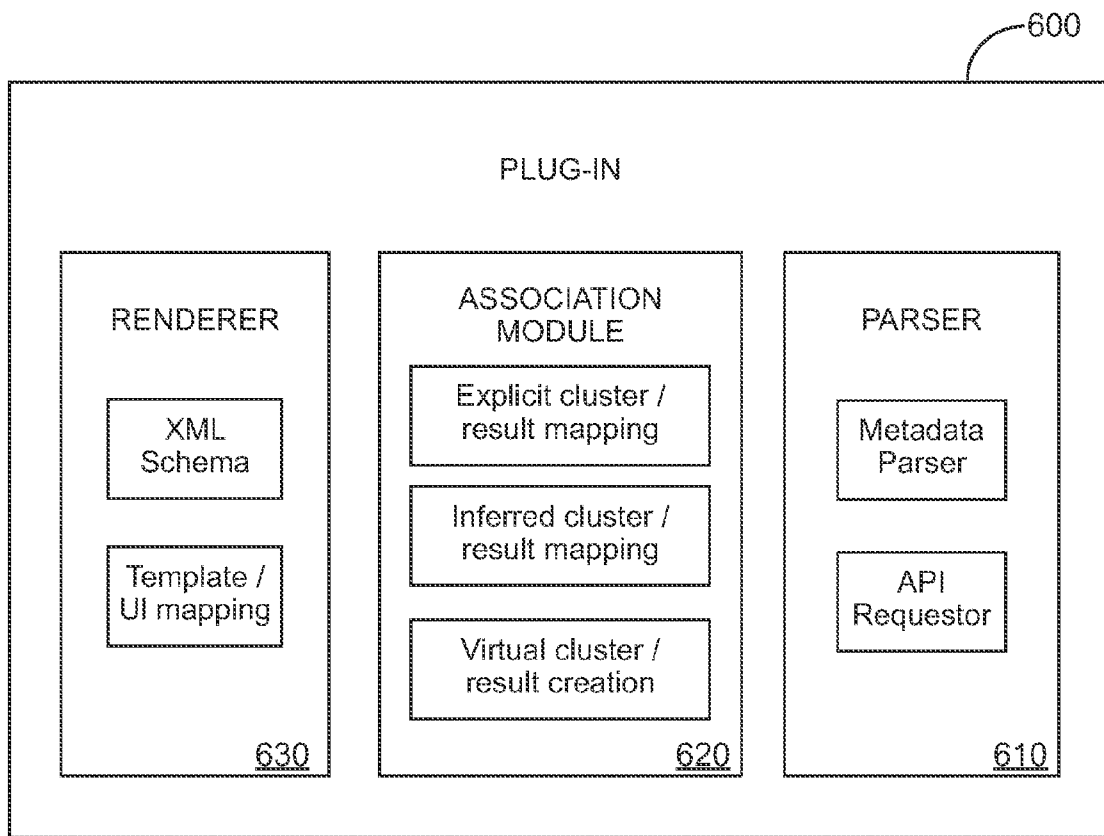 600
PLUG-IN
RENDERER
XML
Schema
Template /
UI mapping
630
ASSOCIATION
MODULE
Explicit cluster /
result mapping
Inferred cluster /
result mapping
Virtual cluster /
result creation
620
PARSER
Metadata
Parser
API
Requestor
610